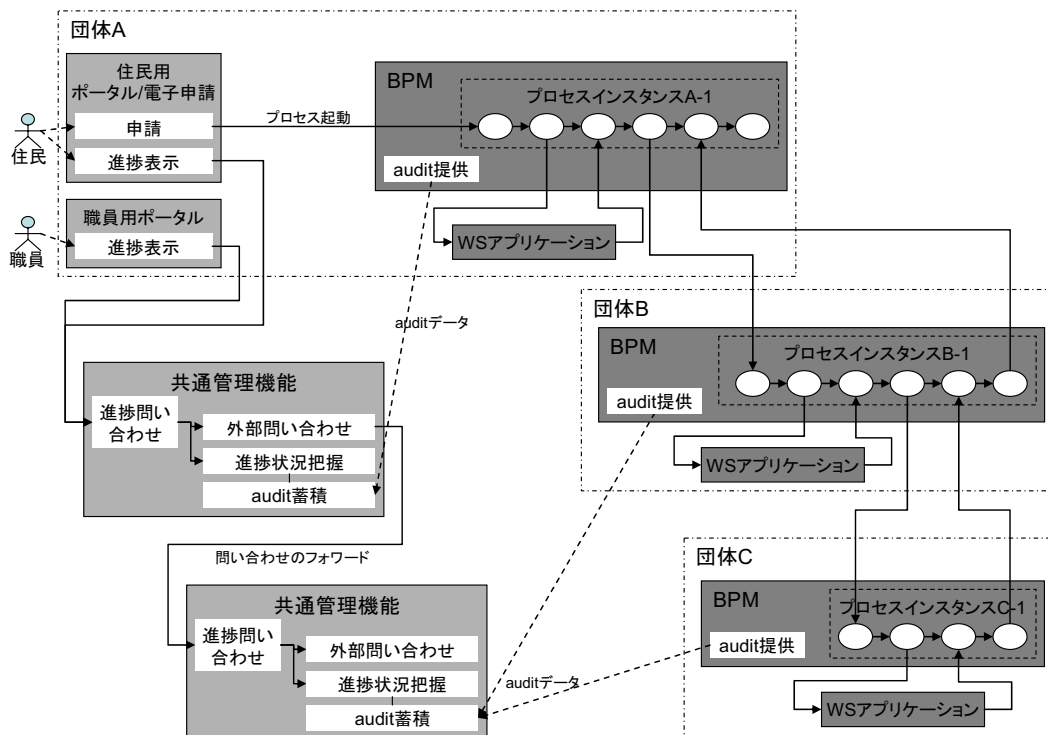 団体A
住民用
ポータル/電子申請
申請
進捗表示
住民
職員用ポータル
進捗表示
職員
プロセス起動
BPM
プロセスインスタンスA-1
audit提供
WSアプリケーション
auditデータ
団体B
BPM
プロセスインスタンスB-1
audit提供
WSアプリケーション
共通管理機能
進捗問い
合わせ
外部問い合わせ
進捗状況把握
audit蓄積
問い合わせのフォワード
共通管理機能
進捗問い
合わせ
外部問い合わせ
進捗状況把握
audit蓄積
auditデータ
団体C
BPM
プロセスインスタンスC-1
audit提供
WSアプリケーション